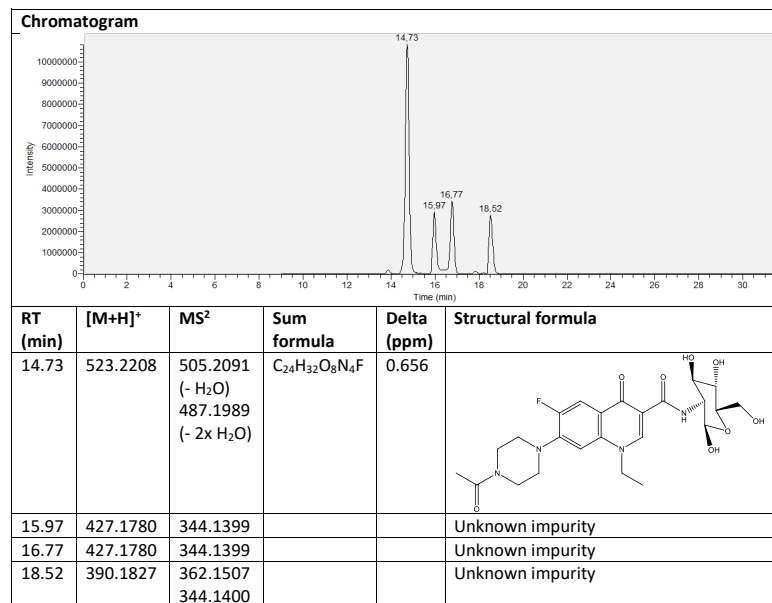 Chromatogram
14,73
16,77
15,97
18,52
10000000
9000000
8000000
7000000
6000000
5000000
4000000
3000000
2000000
1000000
0
Intensity
0 2 4 6 8 10 12 14 16 18 20 22 24 26 28 30
Time (min)
RT (min) [M+H]⁺ MS² Sum formula Delta (ppm) Structural formula
14.73 523.2208 505.2091 C₂₄H₃₂O₈N₄F 0.656
(- H₂O)
487.1989
(- 2x H₂O)
HO OH
O O
F N H OH
N N O OH
N
O
15.97 427.1780 344.1399 Unknown impurity
16.77 427.1780 344.1399 Unknown impurity
18.52 390.1827 362.1507 Unknown impurity
344.1400